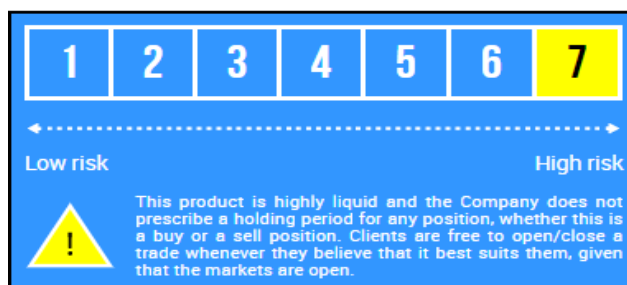 1 2 3 4 5 6 7
Low risk High risk
!
This product is highly liquid and the Company does not
prescribe a holding period for any position, whether this is
a buy or a sell position. Clients are free to open/close a
trade whenever they believe that it best suits them, given
that the markets are open.